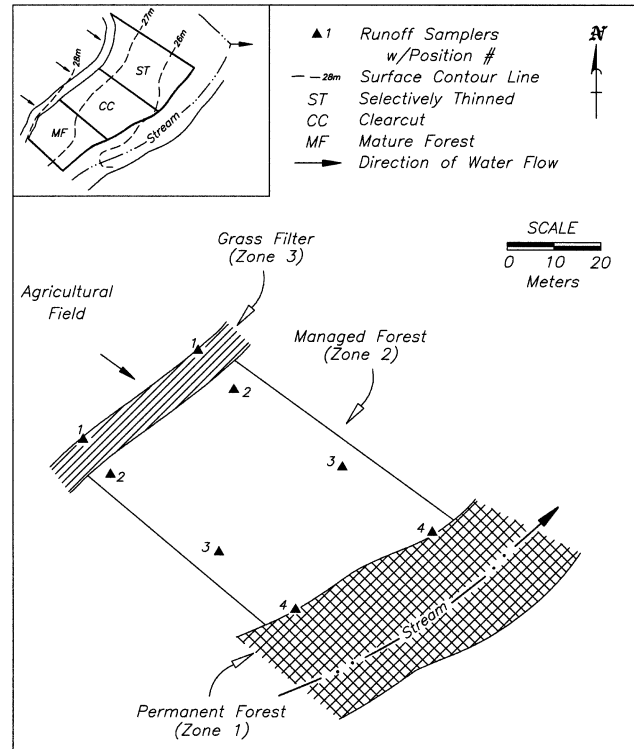 28m
27m
26m
ST
CC
MF
Stream
1 Runoff Samplers
w/Position #
28m Surface Contour Line
ST Selectively Thinned
CC Clearcut
MF Mature Forest
Direction of Water Flow
N
SCALE
0 10 20
Meters
Grass Filter
(Zone 3)
Agricultural
Field
Managed Forest
(Zone 2)
1
2
1
2
3
3
4
4
Stream
Permanent Forest
(Zone 1)